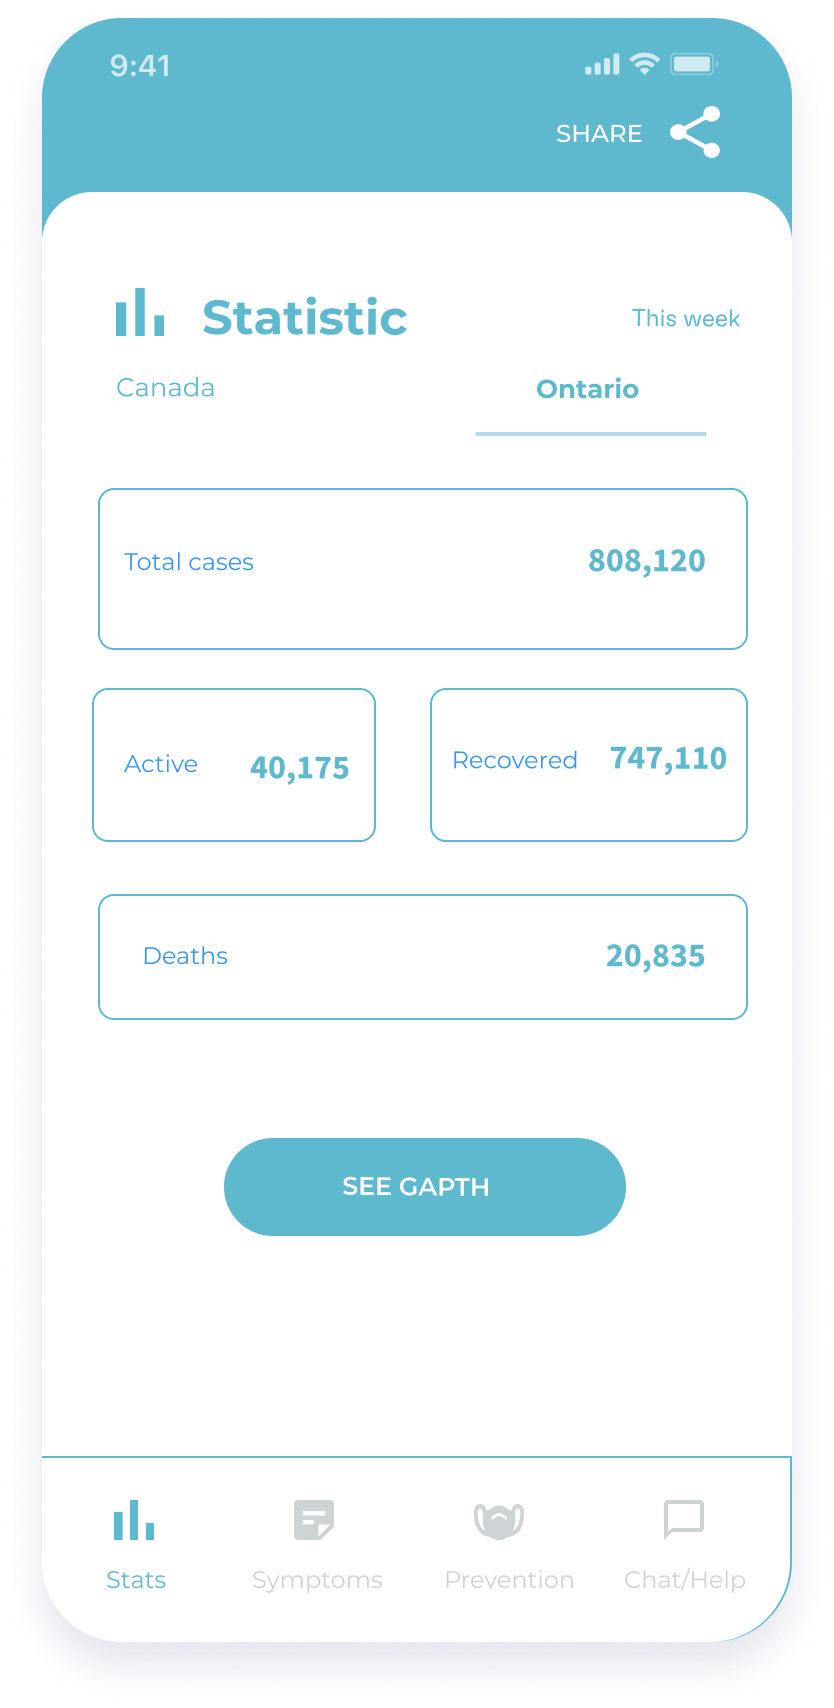 9:41
SHARE
Statistic
This week
Canada
Ontario
Total cases
808,120
Active
40,175
Recovered
747,110
Deaths
20,835
SEE GAPTH
Stats
Symptoms
Prevention
Chat/Help